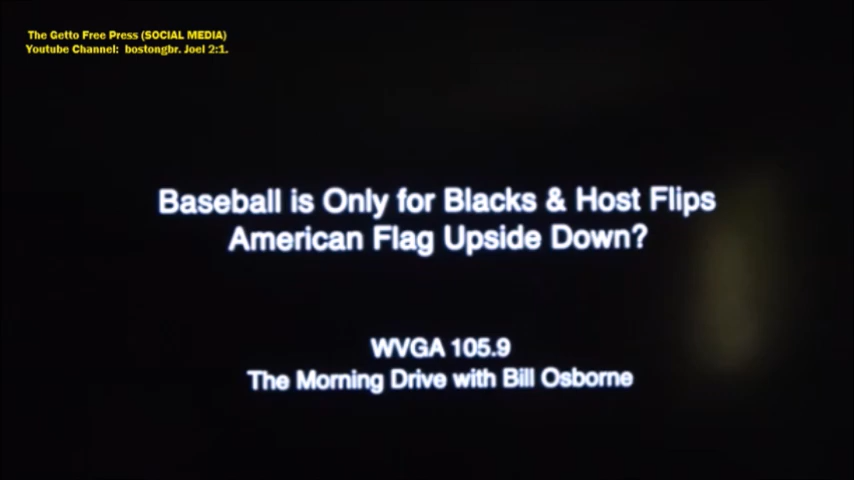 The Getto Free Press (SOCIAL MEDIA)
Youtube Channel: bostongbr. Joel 2:1.
Baseball is Only for Blacks & Host Flips
American Flag Upside Down?
WVGA 105.9
The Morning Drive with Bill Osborne